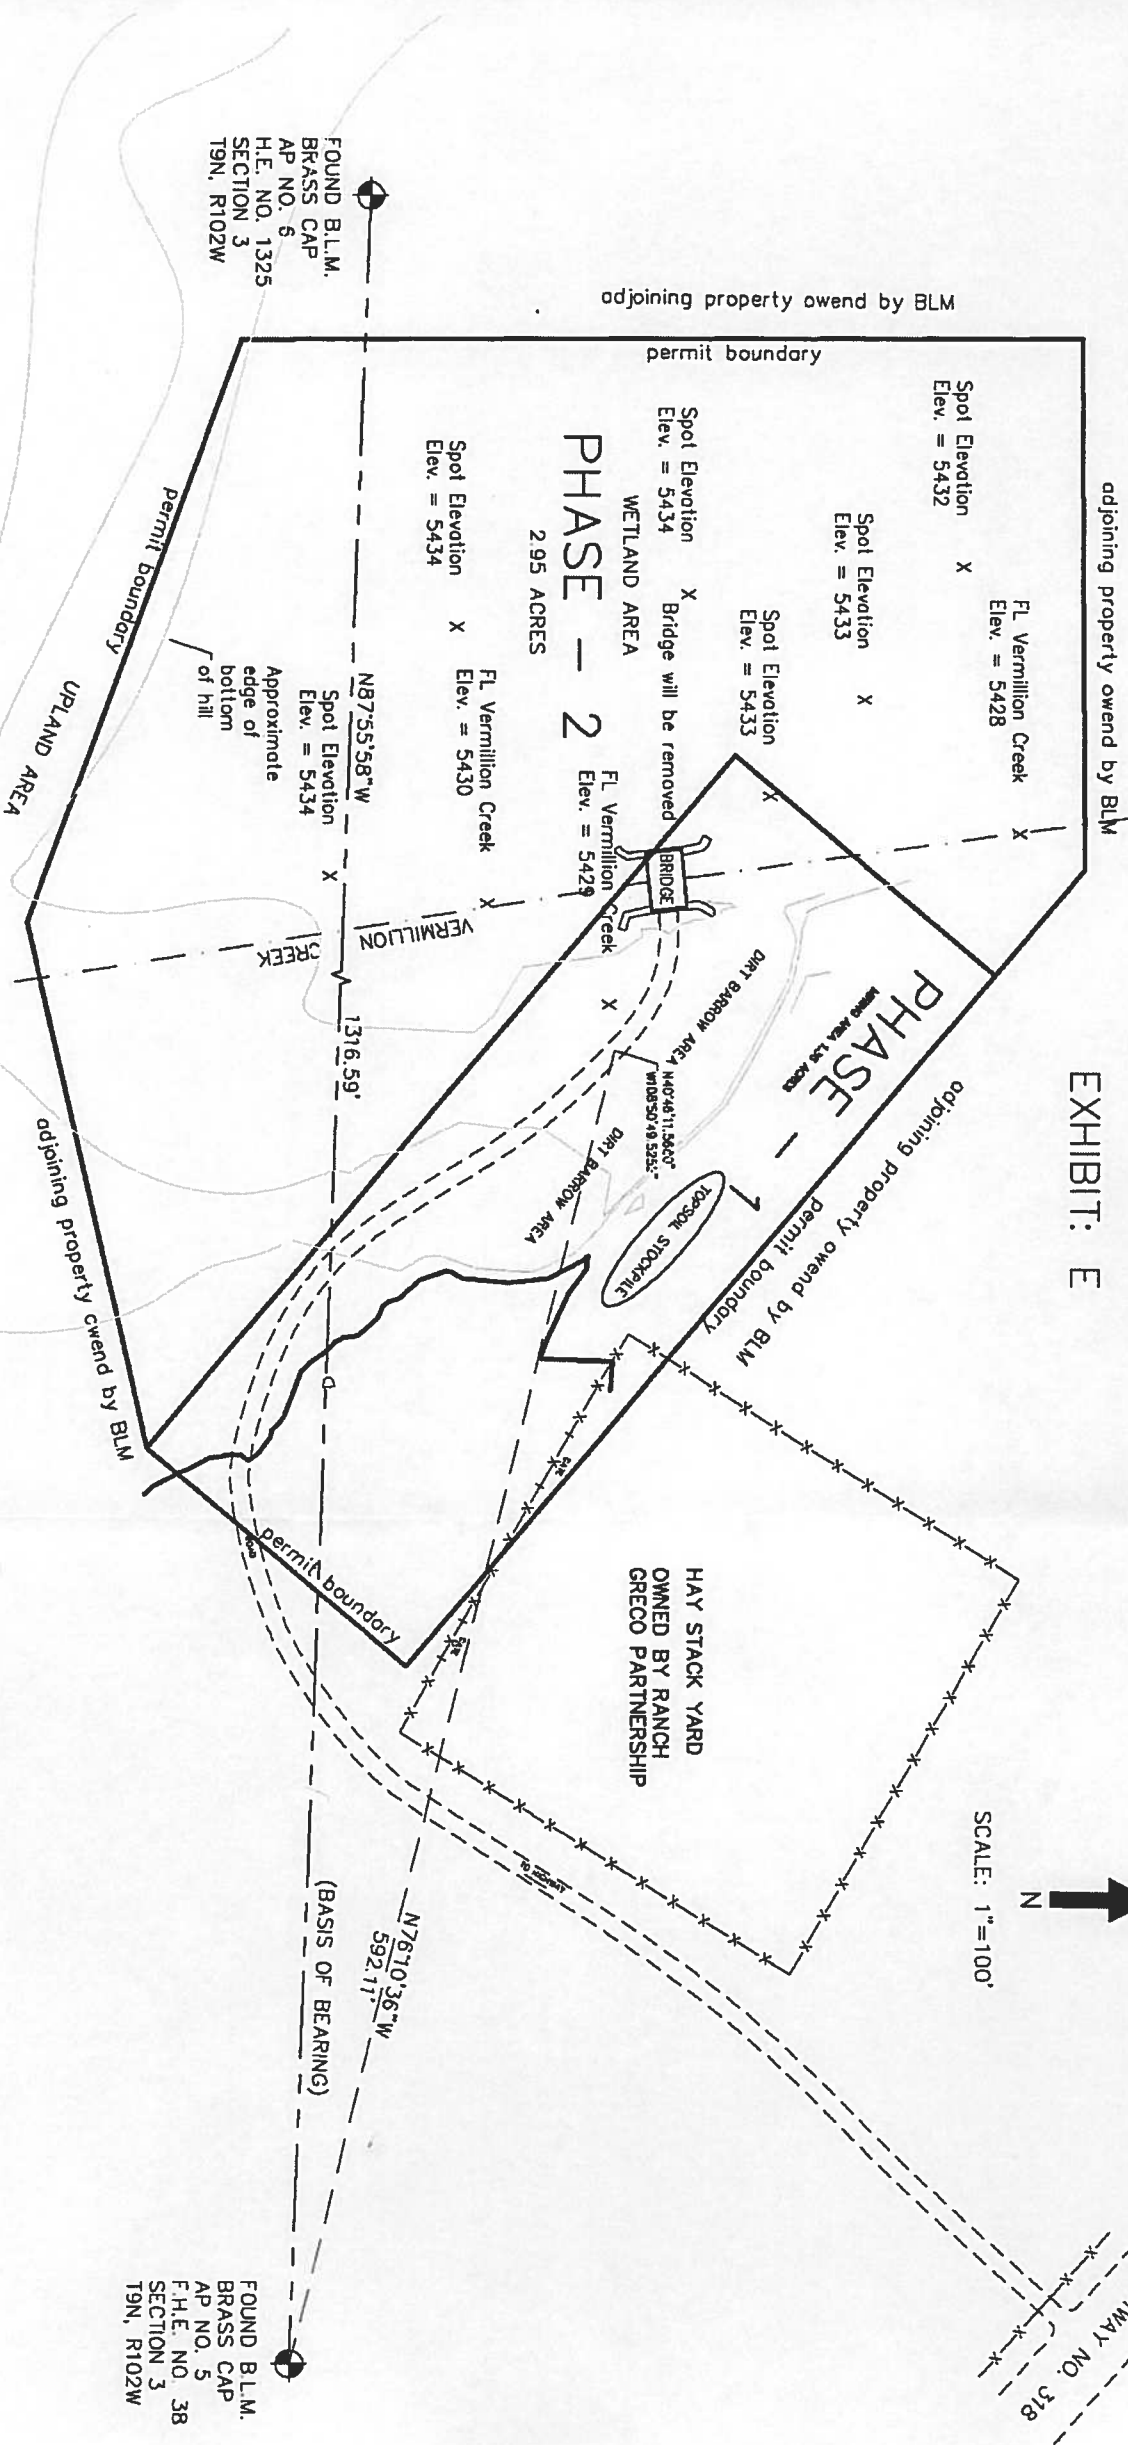 EXHIBIT: E
SCALE: 1"=100'
N
adjoining property owend by BLM
adjoining property owend by BLM
permit boundary
Spot Elevation
Elev. = 5432
FL Vermillion Creek
Elev. = 5428
Spot Elevation
Elev. = 5433
Spot Elevation
Elev. = 5433
Spot Elevation
Elev. = 5434
Bridge will be removed
WETLAND AREA
PHASE - 2
2.95 ACRES
FL Vermillion Creek
Elev. = 5429
BRIDGE
Spot Elevation
Elev. = 5434
FL Vermillion Creek
Elev. = 5430
Spot Elevation
Elev. = 5434
Approximate
edge of
bottom
of hill
permit boundary
UPLAND AREA
VERMILLION
CREEK
PHASE - 1
DIRT BARROW AREA
DIRT BARROW AREA
TOPSOIL STOCKPILE
adjoining property owend by BLM
permit boundary
adjoining property cwend by BLM
permit boundary
HAY STACK YARD
OWNED BY RANCH
GRECO PARTNERSHIP
TO HIGHWAY
WAY NO. 318
N87°55'58"W
1316.59'
(BASIS OF BEARING)
N76°10'36"W
592.11'
FOUND B.L.M.
BRASS CAP
AP NO. 6
H.E. NO. 1325
SECTION 3
T9N, R102W
FOUND B.L.M.
BRASS CAP
AP NO. 5
F.H.E. NO. 38
SECTION 3
T9N, R102W